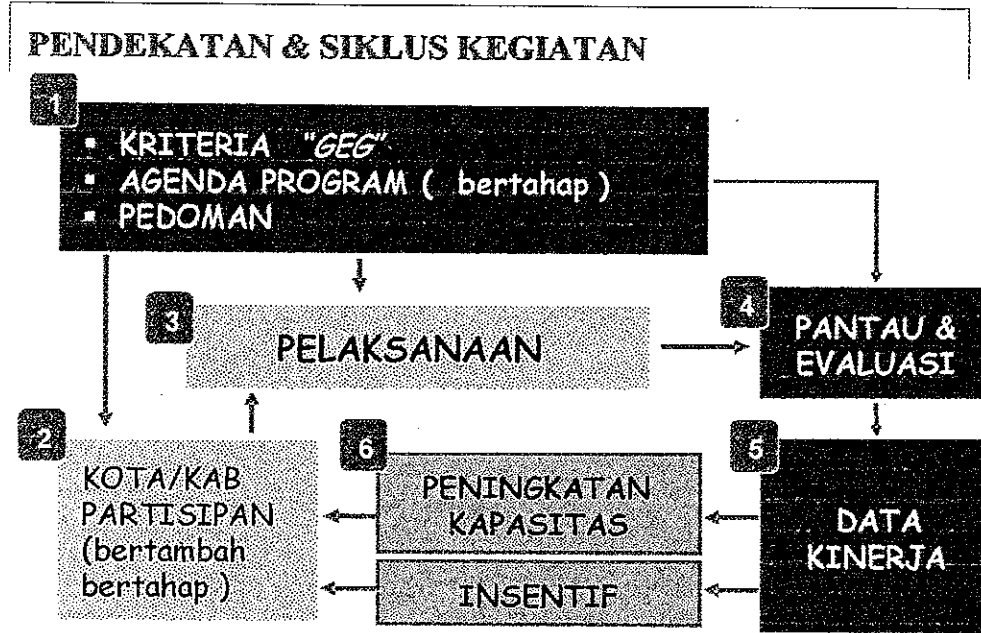 PENDEKATAN & SIKLUS KEGIATAN
1
▪ KRITERIA "GEG"
▪ AGENDA PROGRAM ( bertahap )
▪ PEDOMAN
3
PELAKSANAAN
4
PANTAU &
EVALUASI
2
KOTA/KAB
PARTISIPAN
(bertambah
bertahap )
6
PENINGKATAN
KAPASITAS
INSENTIF
5
DATA
KINERJA